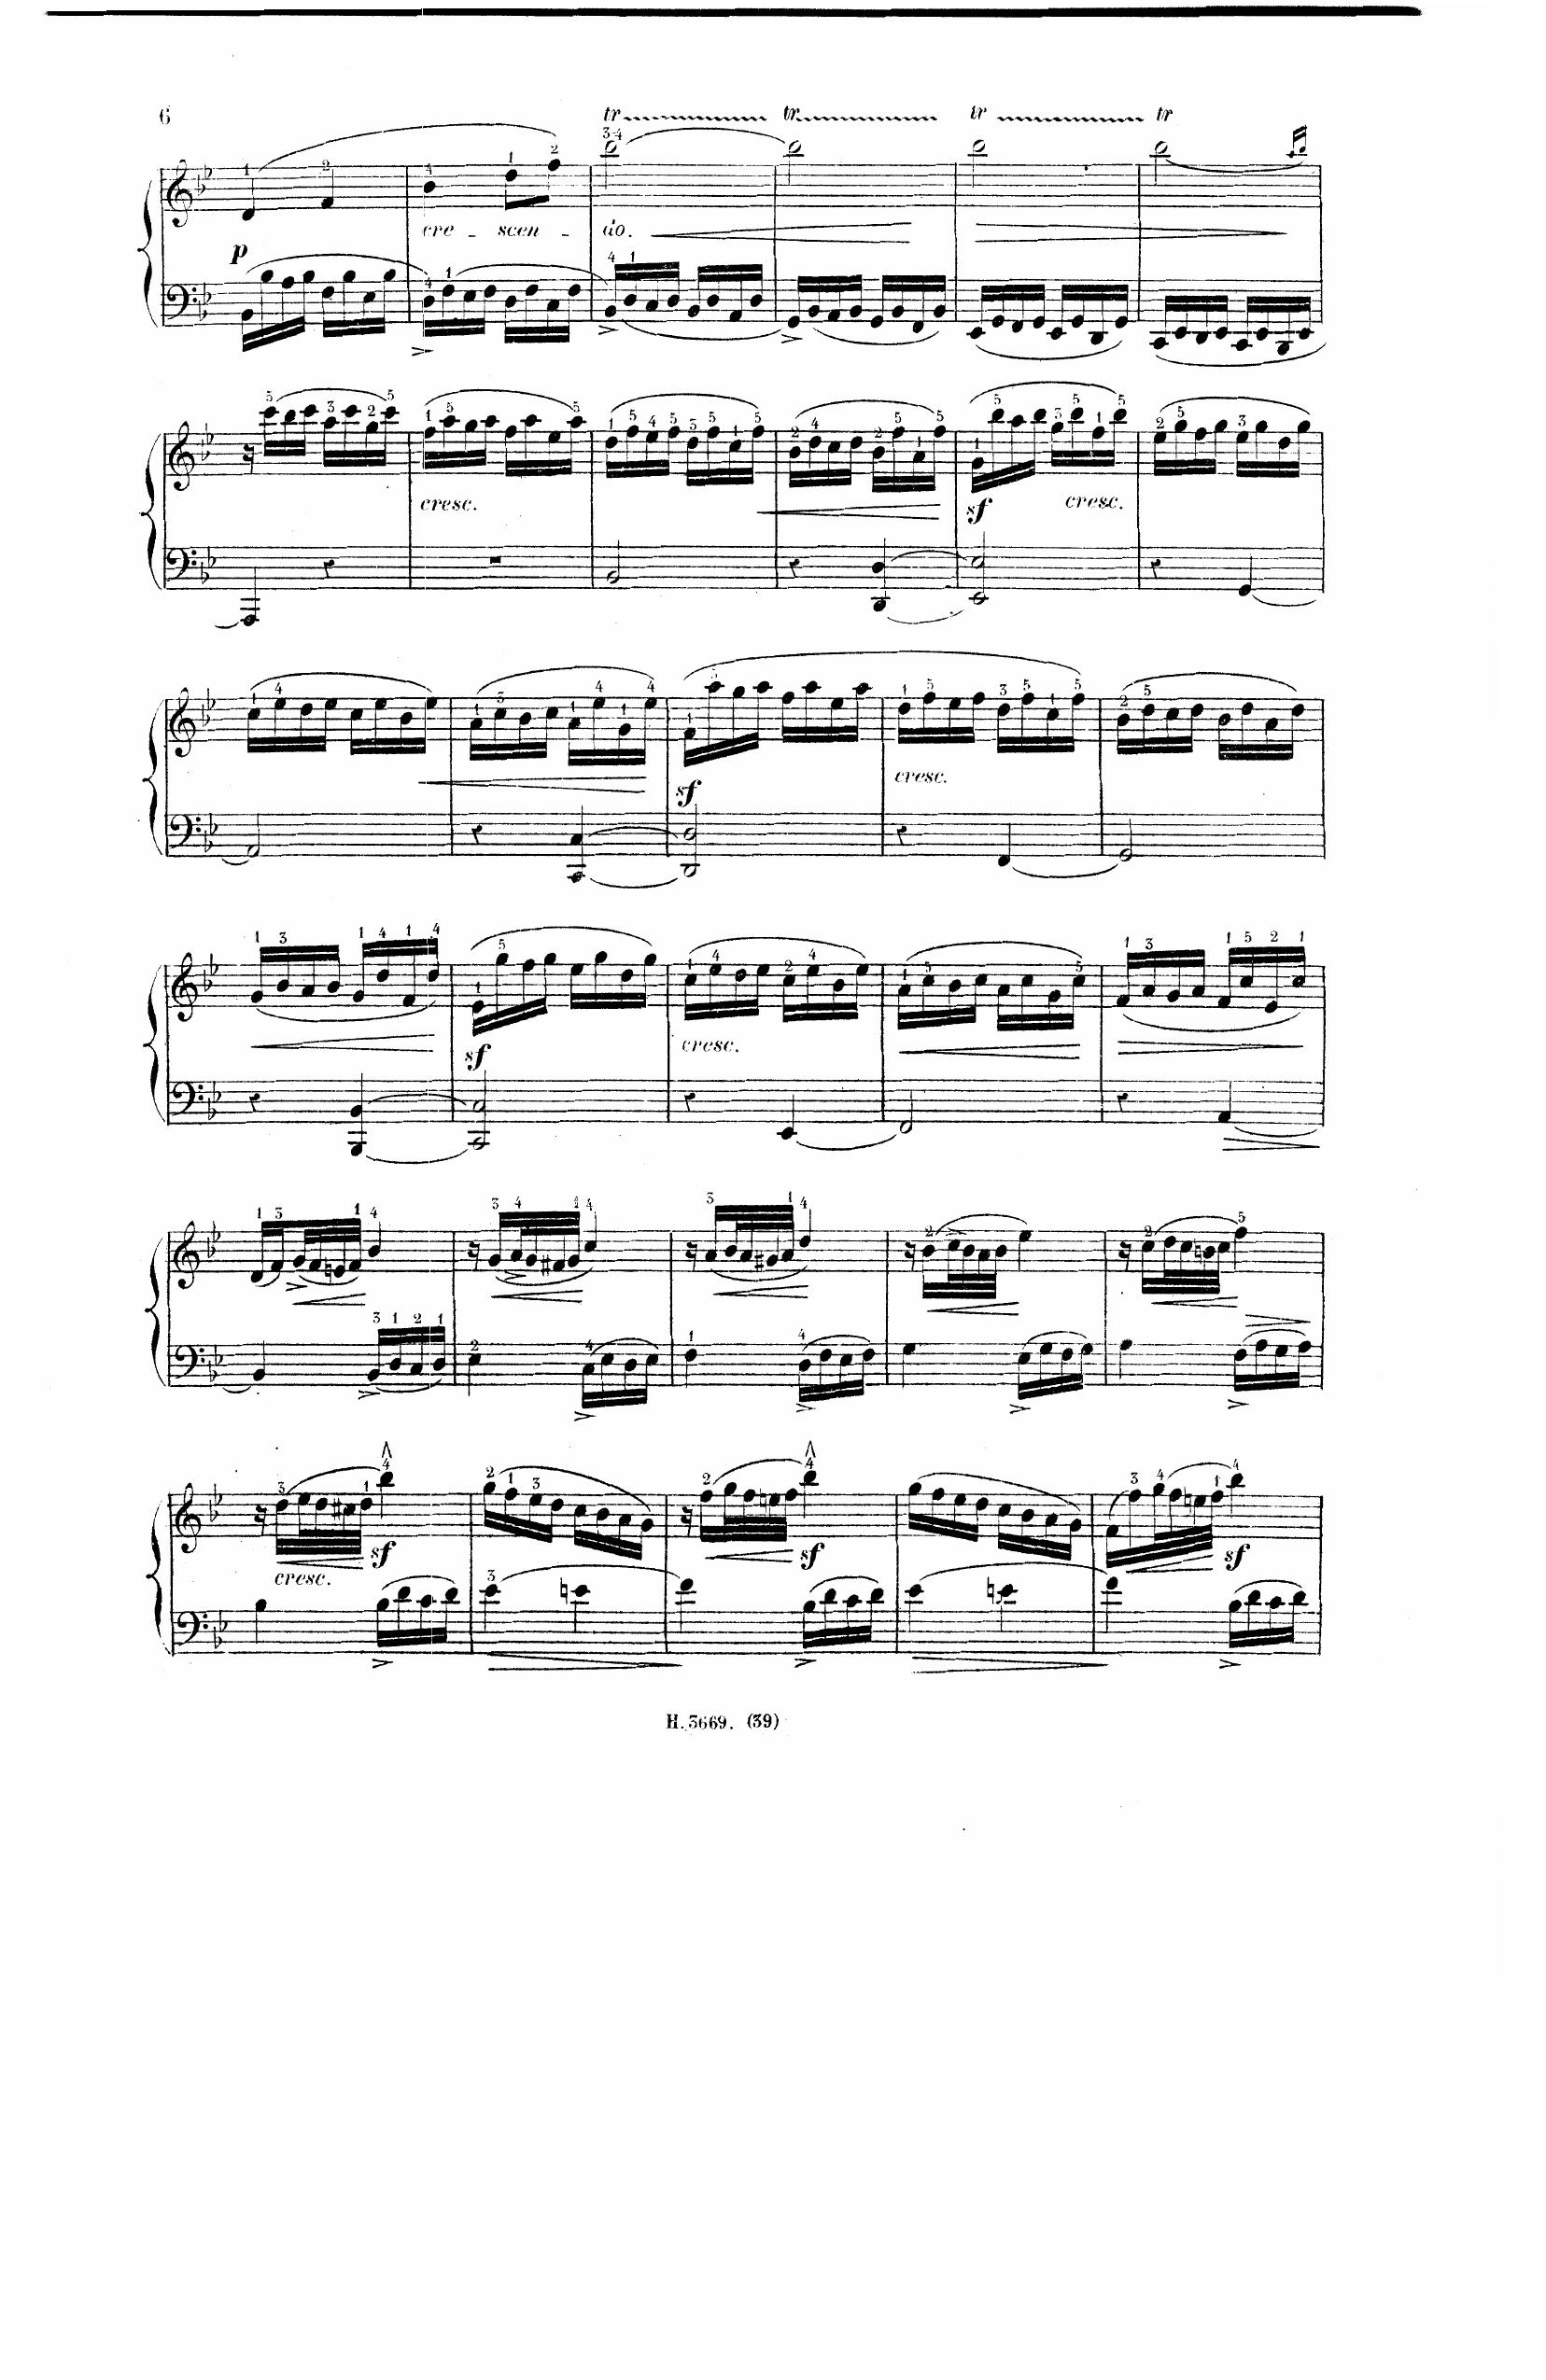 6
tr tr tr tr
p cre - scen - do.
cresc. sf cresc.
sf cresc.
sf cresc.
cresc. sf sf sf
H. 3669. (39)